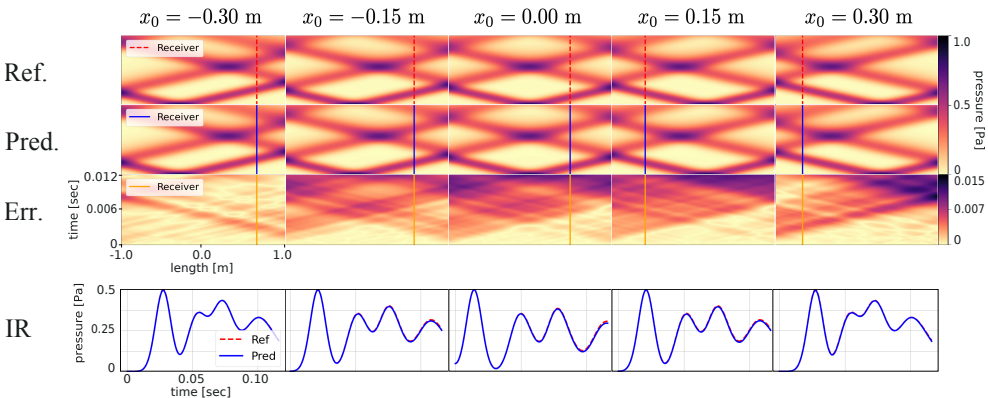 x₀ = −0.30 m x₀ = −0.15 m x₀ = 0.00 m x₀ = 0.15 m x₀ = 0.30 m
Ref.
Receiver
1.0
0.5
0
pressure [Pa]
Pred.
Receiver
Err.
Receiver
0.012
0.006
0
time [sec]
0.015
0.007
0
-1.0 0.0 1.0
length [m]
IR
0.5
0.25
0
pressure [Pa]
Ref
Pred
0 0.05 0.10
time [sec]